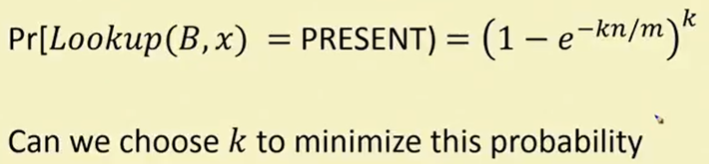 Pr[Lookup(B, x) = PRESENT) = (1 − e^{−kn/m})^k
Can we choose k to minimize this probability